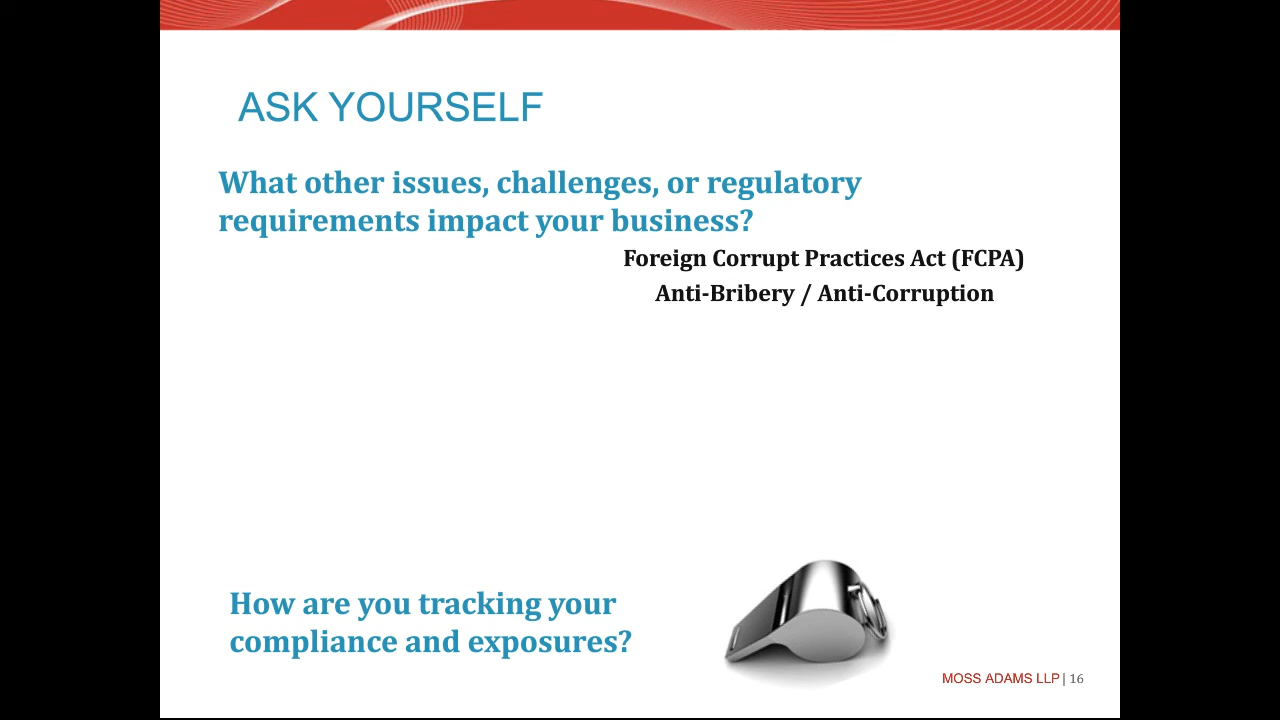 ASK YOURSELF
What other issues, challenges, or regulatory
requirements impact your business?
Foreign Corrupt Practices Act (FCPA)
Anti-Bribery / Anti-Corruption
How are you tracking your
compliance and exposures?
MOSS ADAMS LLP | 16